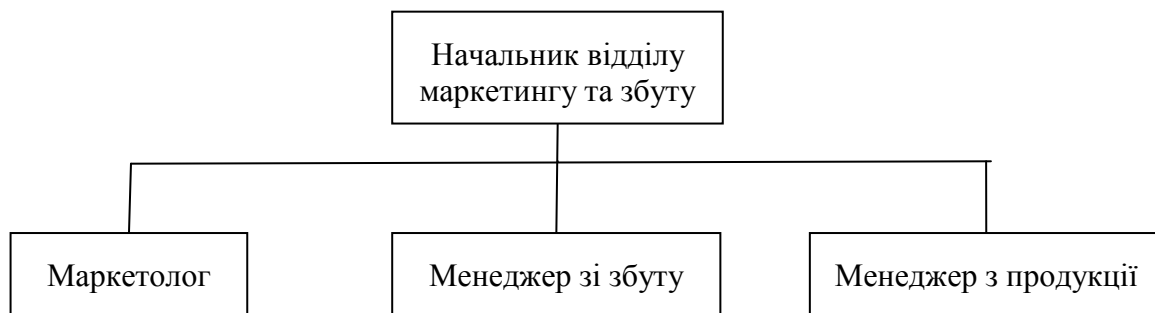 Начальник відділу
маркетингу та збуту
Маркетолог
Менеджер зі збуту
Менеджер з продукції